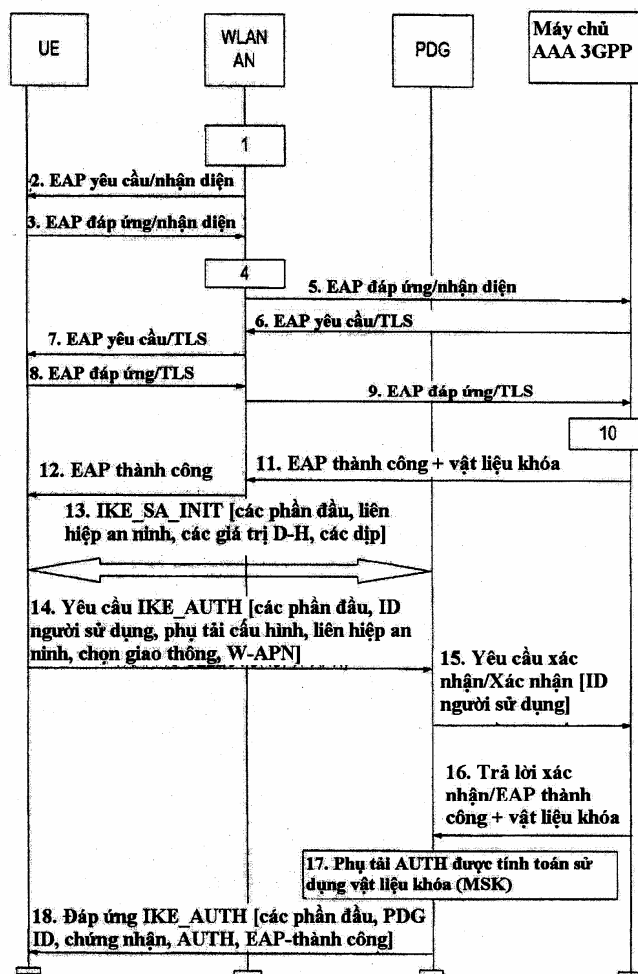 UE
WLAN
AN
PDG
Máy chủ
AAA 3GPP
1
2. EAP yêu cầu/nhận diện
3. EAP đáp ứng/nhận diện
4
5. EAP đáp ứng/nhận diện
6. EAP yêu cầu/TLS
7. EAP yêu cầu/TLS
8. EAP đáp ứng/TLS
9. EAP đáp ứng/TLS
10
11. EAP thành công + vật liệu khóa
12. EAP thành công
13. IKE_SA_INIT [các phần đầu, liên
hiệp an ninh, các giá trị D-H, các dịp]
14. Yêu cầu IKE_AUTH [các phần đầu, ID
người sử dụng, phụ tải cấu hình, liên hiệp an
ninh, chọn giao thông, W-APN]
15. Yêu cầu xác
nhận/Xác nhận [ID
người sử dụng]
16. Trả lời xác
nhận/EAP thành
công + vật liệu khóa
17. Phụ tải AUTH được tính toán sử
dụng vật liệu khóa (MSK)
18. Đáp ứng IKE_AUTH [các phần đầu, PDG
ID, chứng nhận, AUTH, EAP-thành công]